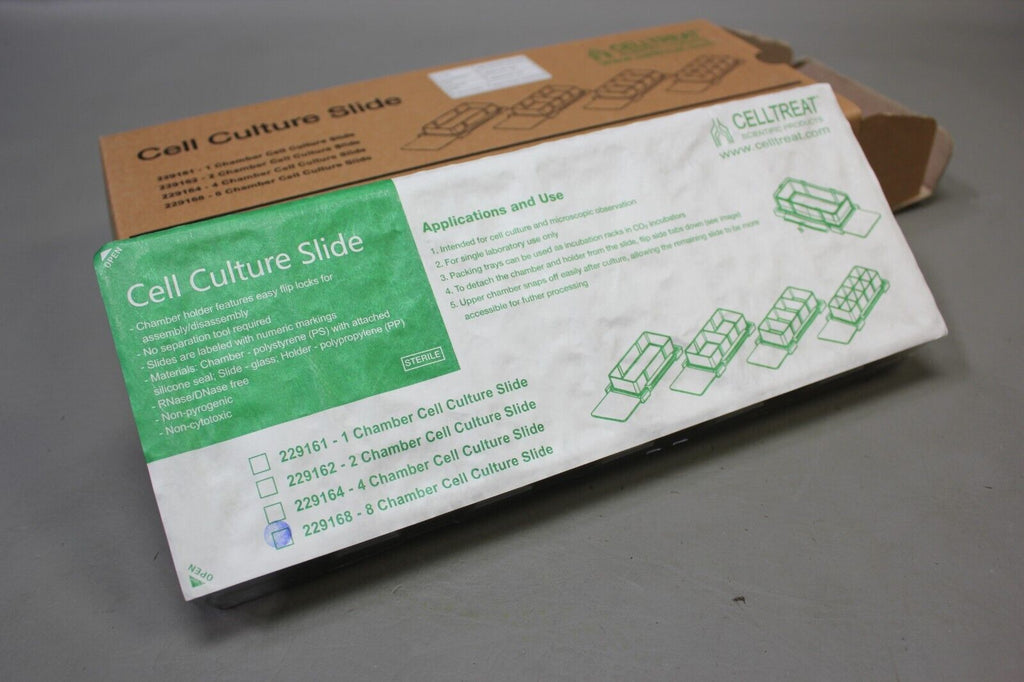 CELLTREAT
Cell Culture Slide
229161 - 1 Chamber Cell Culture Slide
229162 - 2 Chamber Cell Culture Slide
229164 - 4 Chamber Cell Culture Slide
229168 - 8 Chamber Cell Culture Slide
CELLTREAT
SCIENTIFIC PRODUCTS
www.celltreat.com
OPEN
Cell Culture Slide
- Chamber holder features easy flip locks for
assembly/disassembly
- No separation tool required
- Slides are labeled with numeric markings
- Materials: Chamber - polystyrene (PS) with attached
silicone seal; Slide - glass; Holder - polypropylene (PP)
- RNase/DNase free
- Non-pyrogenic
- Non-cytotoxic
STERILE
Applications and Use
1. Intended for cell culture and microscopic observation
2. For single laboratory use only
3. Packing trays can be used as incubation racks in CO₂ incubators
4. To detach the chamber and holder from the slide, flip side tabs down (see image)
5. Upper chamber snaps off easily after culture, allowing the remaining slide to be more
accessible for futher processing
229161 - 1 Chamber Cell Culture Slide
229162 - 2 Chamber Cell Culture Slide
229164 - 4 Chamber Cell Culture Slide
229168 - 8 Chamber Cell Culture Slide
OPEN